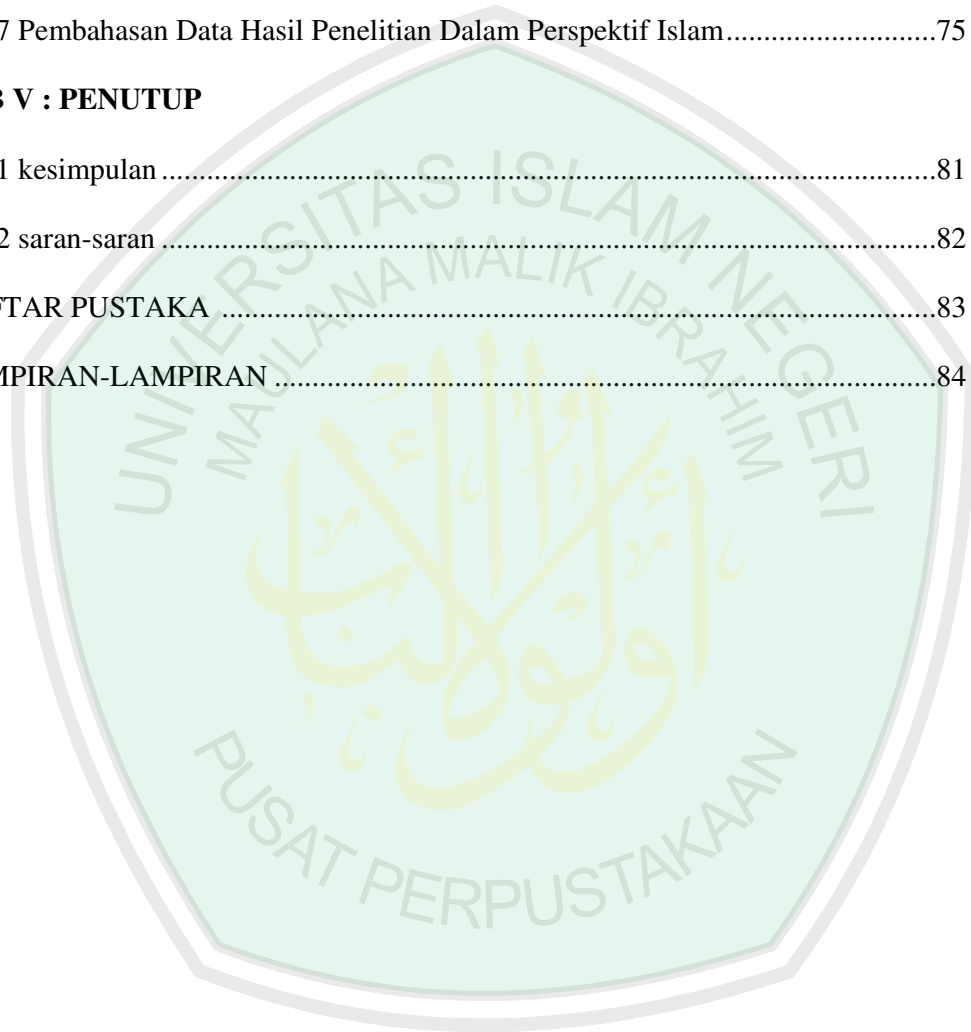 7 Pembahasan Data Hasil Penelitian Dalam Perspektif Islam..........................75
V : PENUTUP
1 kesimpulan ....................................................................................81
2 saran-saran ....................................................................................82
TAR PUSTAKA ..............................................................................83
MPIRAN-LAMPIRAN ........................................................................84
UNIVERSITAS ISLAM NEGERI
MAULANA MALIK IBRAHIM
PUSAT PERPUSTAKAAN